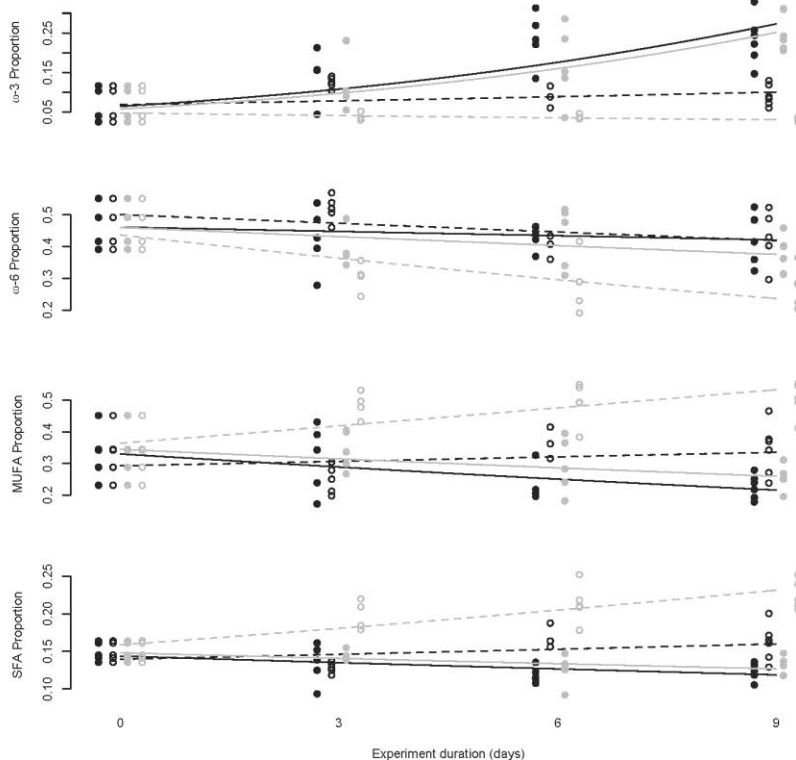 ω-3 Proportion
0.25
0.15
0.05
ω-6 Proportion
0.5
0.4
0.3
0.2
MUFA Proportion
0.5
0.4
0.3
0.2
SFA Proportion
0.25
0.20
0.15
0.10
0 3 6 9
Experiment duration (days)